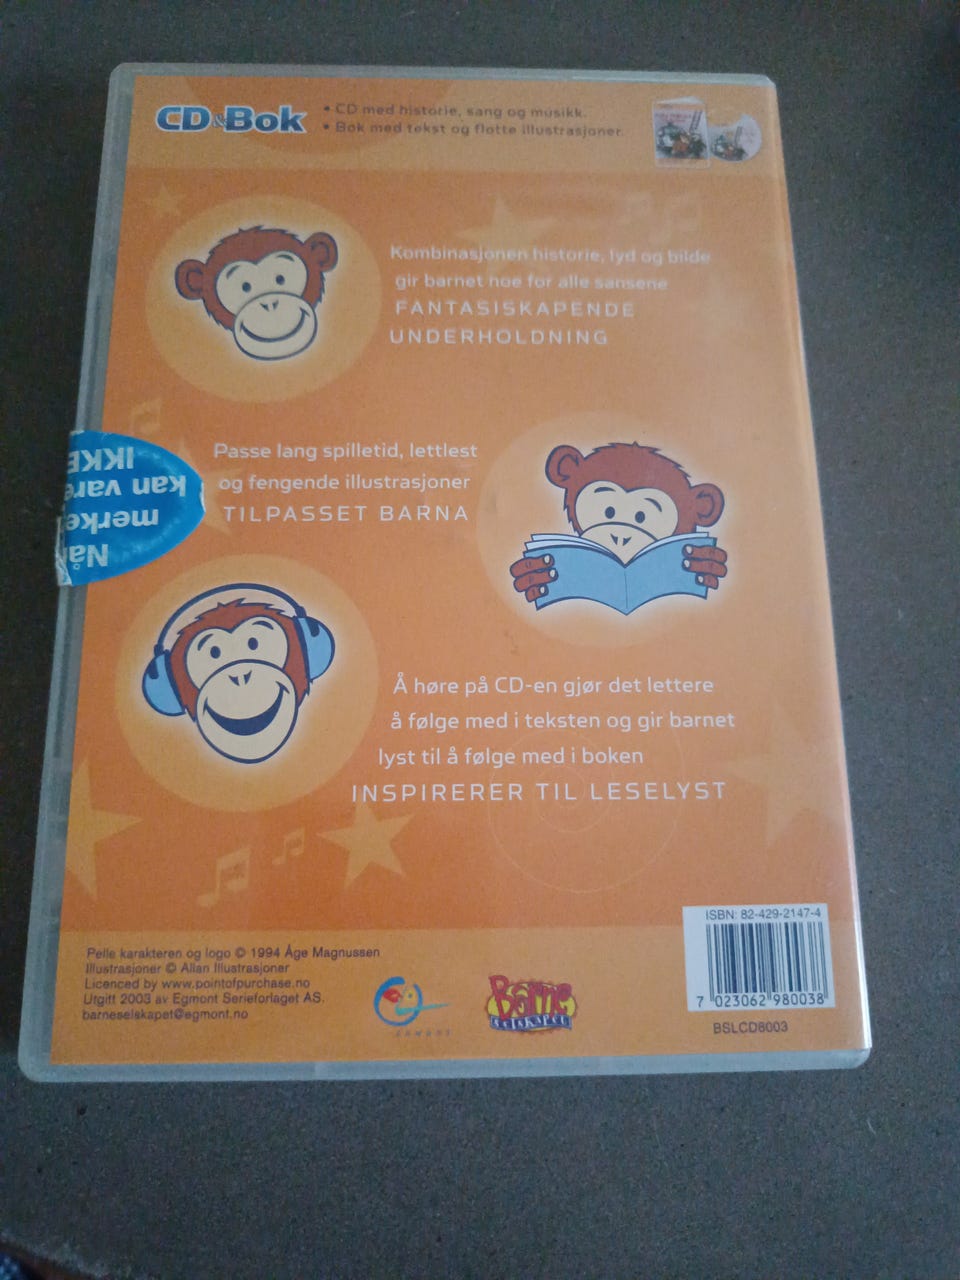 CD & Bok
• CD med historie, sang og musikk.
• Bok med tekst og flotte illustrasjoner.
Kombinasjonen historie, lyd og bilde
gir barnet noe for alle sansene
FANTASISKAPENDE
UNDERHOLDNING
Passe lang spilletid, lettlest
og fengende illustrasjoner
TILPASSET BARNA
Når
merke
kan vare
IKKE
Å høre på CD-en gjør det lettere
å følge med i teksten og gir barnet
lyst til å følge med i boken
INSPIRERER TIL LESELYST
Pelle karakteren og logo © 1994 Åge Magnussen
Illustrasjoner © Allan Illustrasjoner
Licenced by www.pointofpurchase.no
Utgitt 2003 av Egmont Serieforlaget AS.
barneselskapet@egmont.no
EGMONT
Barne
selskapet
ISBN: 82-429-2147-4
7 023062 980038
BSLCD8003